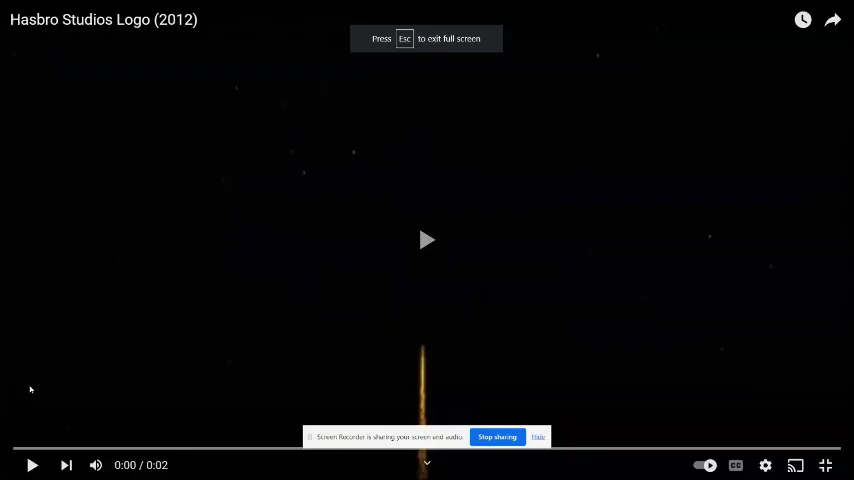 Hasbro Studios Logo (2012)
Press Esc to exit full screen
Screen Recorder is sharing your screen and audio. Stop sharing Hide
0:00 / 0:02 CC